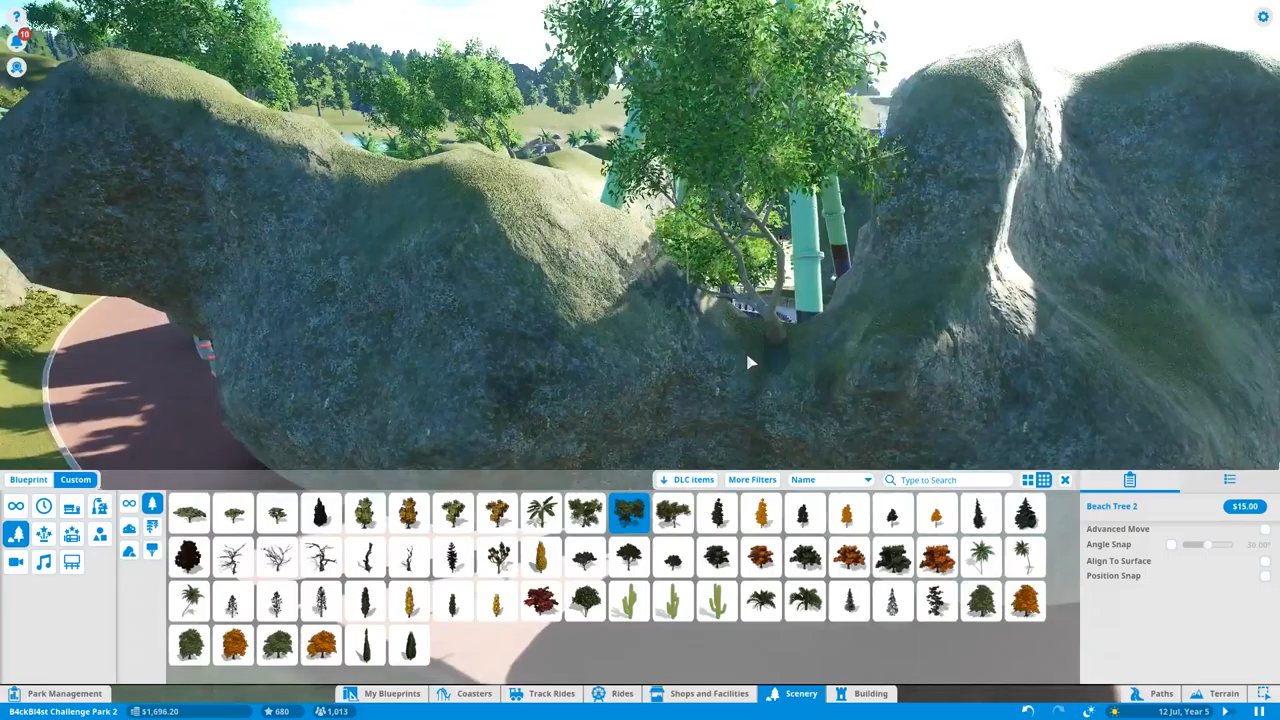 ?
10
Blueprint
Custom
DLC items
More Filters
Name
Type to Search
Beach Tree 2
$15.00
Advanced Move
Angle Snap
30.00°
Align To Surface
Position Snap
Park Management
My Blueprints
Coasters
Track Rides
Rides
Shops and Facilities
Scenery
Building
Paths
Terrain
B4ckBl4st Challenge Park 2
$1,696.20
680
1,013
12 Jul, Year 5